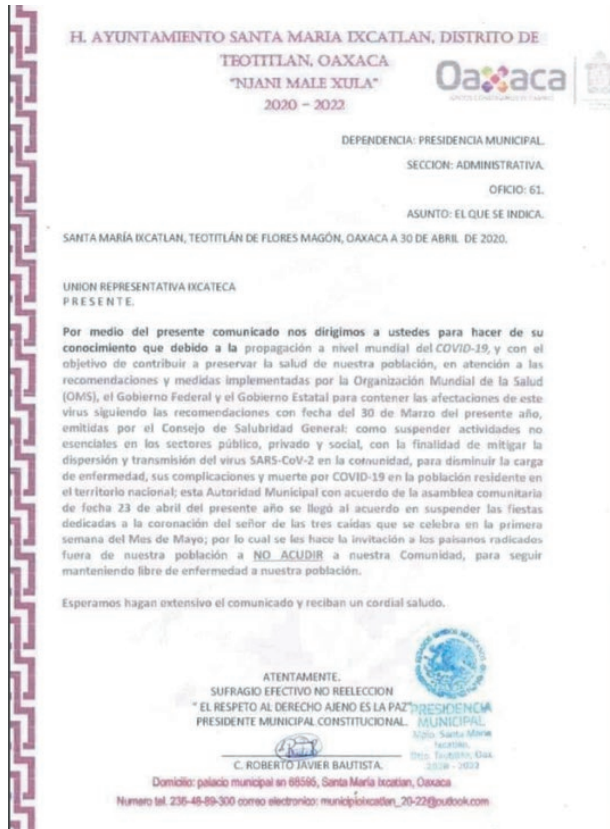 H. AYUNTAMIENTO SANTA MARIA IXCATLAN, DISTRITO DE
TEOTITLAN, OAXACA
"NJANI MALE XULA"
2020 – 2022
Oaxaca
DEPENDENCIA: PRESIDENCIA MUNICIPAL.
SECCION: ADMINISTRATIVA.
OFICIO: 61.
ASUNTO: EL QUE SE INDICA.
SANTA MARÍA IXCATLAN, TEOTITLÁN DE FLORES MAGÓN, OAXACA A 30 DE ABRIL DE 2020.
UNION REPRESENTATIVA IXCATECA
P R E S E N T E.
Por medio del presente comunicado nos dirigimos a ustedes para hacer de su
conocimiento que debido a la propagación a nivel mundial del COVID-19, y con el
objetivo de contribuir a preservar la salud de nuestra población, en atención a las
recomendaciones y medidas implementadas por la Organización Mundial de la Salud
(OMS), el Gobierno Federal y el Gobierno Estatal para contener las afectaciones de este
virus siguiendo las recomendaciones con fecha del 30 de Marzo del presente año,
emitidas por el Consejo de Salubridad General: como suspender actividades no
esenciales en los sectores público, privado y social, con la finalidad de mitigar la
dispersión y transmisión del virus SARS-CoV-2 en la comunidad, para disminuir la carga
de enfermedad, sus complicaciones y muerte por COVID-19 en la población residente en
el territorio nacional; esta Autoridad Municipal con acuerdo de la asamblea comunitaria
de fecha 23 de abril del presente año se llegó al acuerdo en suspender las fiestas
dedicadas a la coronación del señor de las tres caídas que se celebra en la primera
semana del Mes de Mayo; por lo cual se les hace la invitación a los paisanos radicados
fuera de nuestra población a NO ACUDIR a nuestra Comunidad, para seguir
manteniendo libre de enfermedad a nuestra población.
Esperamos hagan extensivo el comunicado y reciban un cordial saludo.
ATENTAMENTE.
SUFRAGIO EFECTIVO NO REELECCION
" EL RESPETO AL DERECHO AJENO ES LA PAZ"
PRESIDENTE MUNICIPAL CONSTITUCIONAL.
PRESIDENCIA
MUNICIPAL
Mpio. Santa María
Ixcatlán,
Dtto. Teotitlán, Oax.
2020 - 2022
C. ROBERTO JAVIER BAUTISTA.
Domicilio: palacio municipal sn 68595, Santa María Ixcatlan, Oaxaca
Numero tel. 236-48-89-300 correo electronico: municipioixcatlan_20-22@outlook.com